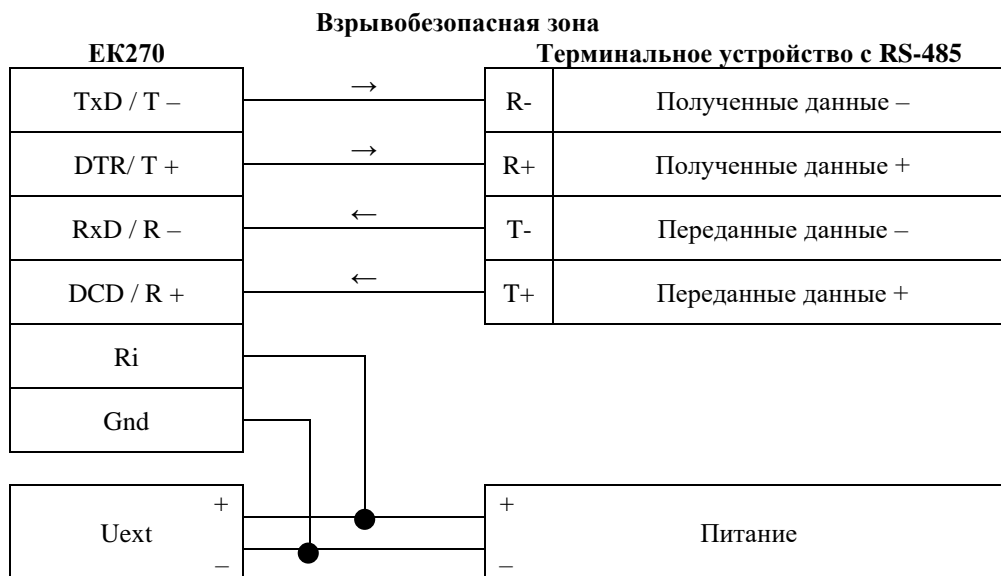 Взрывобезопасная зона
ЕК270 Терминальное устройство с RS-485
TxD / T – → R- Полученные данные –
DTR/ T + → R+ Полученные данные +
RxD / R – ← T- Переданные данные –
DCD / R + ← T+ Переданные данные +
Ri
Gnd
+ +
Uext Питание
– –